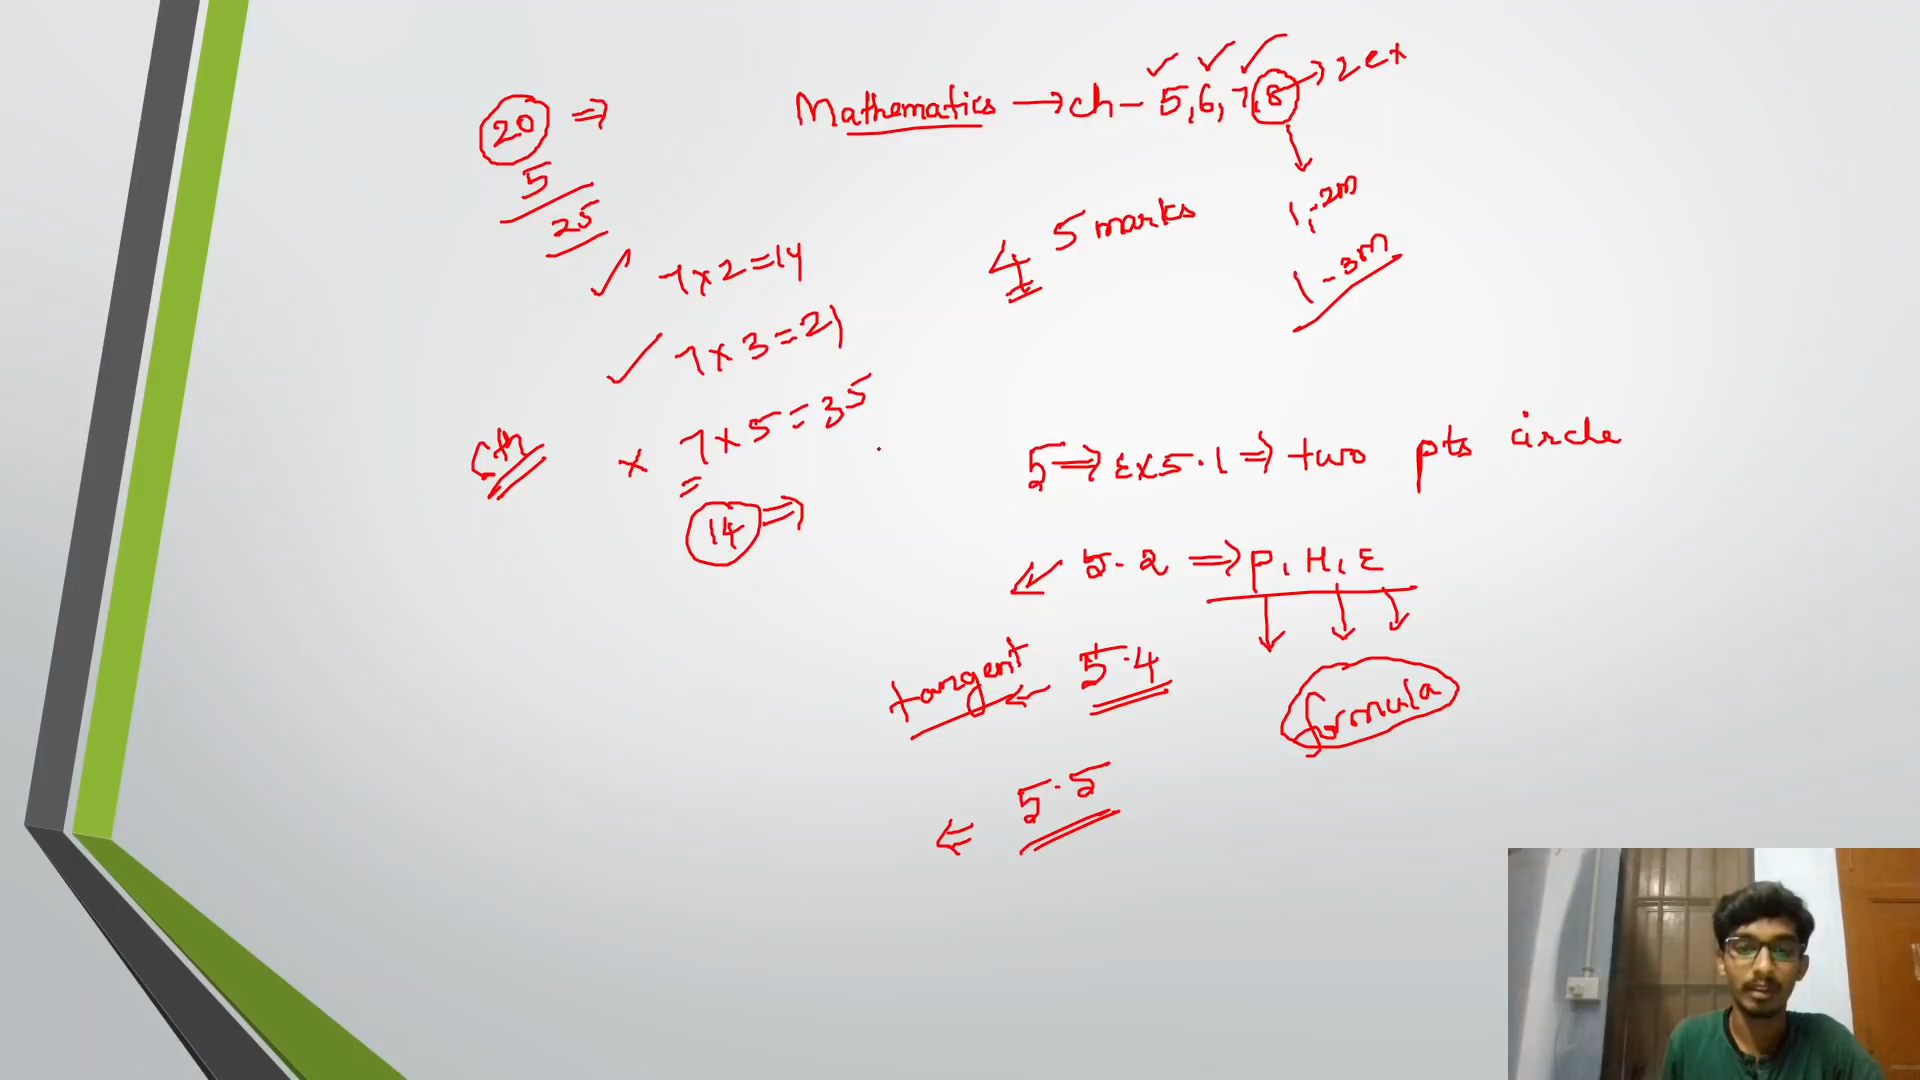 Mathematics → ch - 5, 6, 7, 8 → 2 ex
20 ⇒
5
25
1, - 2m
1 - 3m
4 5 marks
✓ 7 x 2 = 14
✓ 7 x 3 = 21
x 7 x 5 = 35
14 ⇒
5 ⇒ Ex 5.1 ⇒ two pts circle
5.2 ⇒ P, H, E
formula
tangent ← 5.4
⇐ 5.5